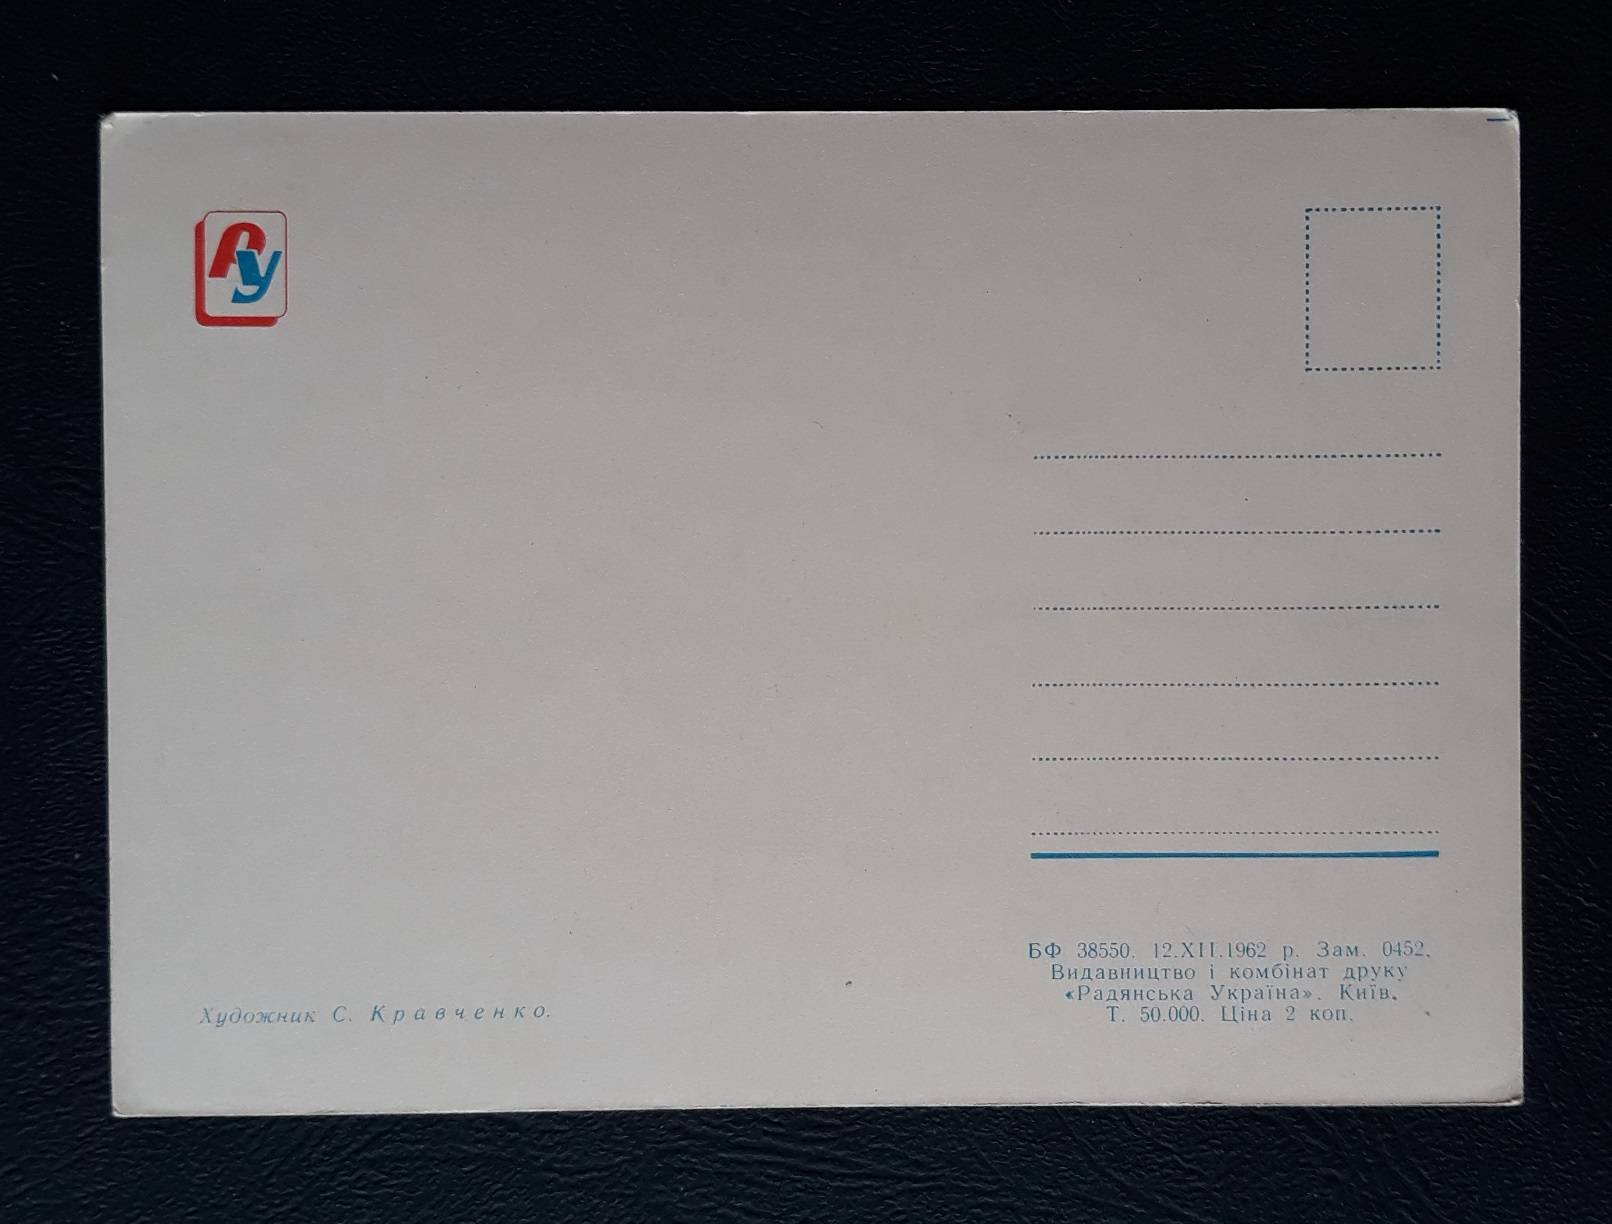 РУ
БФ 38550. 12.XII.1962 р. Зам. 0452.
Видавництво і комбінат друку
«Радянська Україна». Київ.
Т. 50.000. Ціна 2 коп.
Художник С. Кравченко.